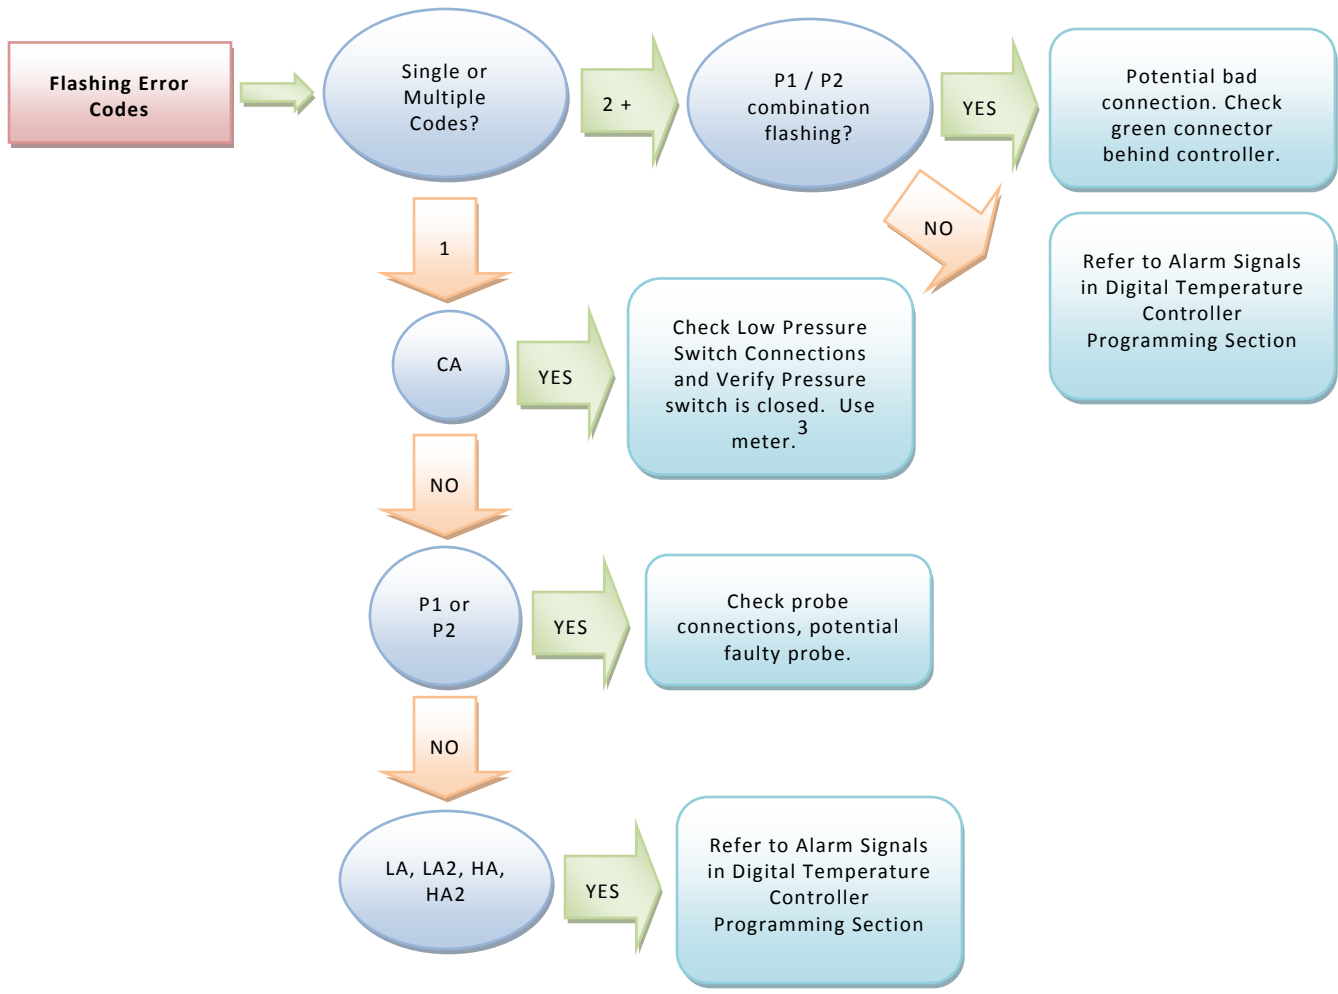 Flashing Error
Codes
Single or
Multiple
Codes?
2 +
P1 / P2
combination
flashing?
YES
Potential bad
connection. Check
green connector
behind controller.
NO
Refer to Alarm Signals
in Digital Temperature
Controller
Programming Section
1
CA
YES
Check Low Pressure
Switch Connections
and Verify Pressure
switch is closed. Use
meter.3
NO
P1 or
P2
YES
Check probe
connections, potential
faulty probe.
NO
LA, LA2, HA,
HA2
YES
Refer to Alarm Signals
in Digital Temperature
Controller
Programming Section